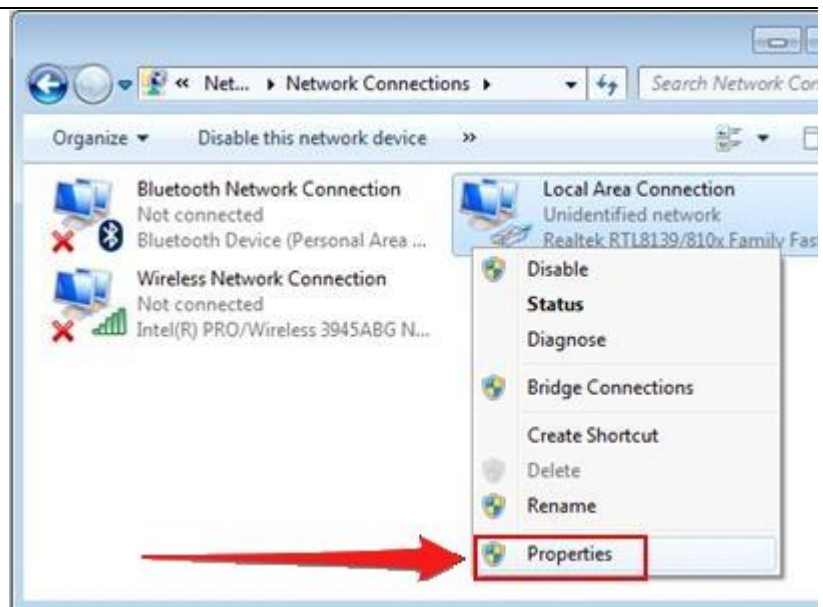 « Net... ▸ Network Connections ▸
Search Network Con
Organize ▾ Disable this network device »
Bluetooth Network Connection
Not connected
Bluetooth Device (Personal Area ...
Wireless Network Connection
Not connected
Intel(R) PRO/Wireless 3945ABG N...
Local Area Connection
Unidentified network
Realtek RTL8139/810x Family Fast
Disable
Status
Diagnose
Bridge Connections
Create Shortcut
Delete
Rename
Properties